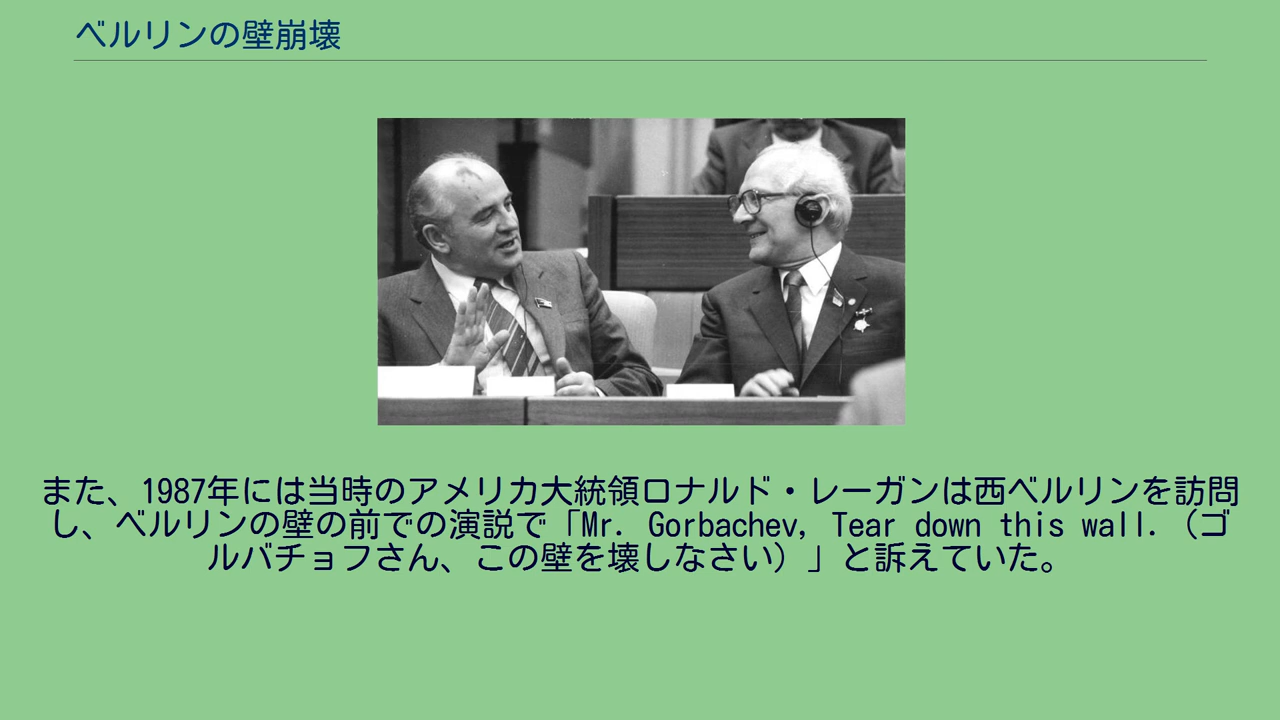 ベルリンの壁崩壊
また、1987年には当時のアメリカ大統領ロナルド・レーガンは西ベルリンを訪問
し、ベルリンの壁の前での演説で「Mr. Gorbachev, Tear down this wall.（ゴ
ルバチョフさん、この壁を壊しなさい）」と訴えていた。